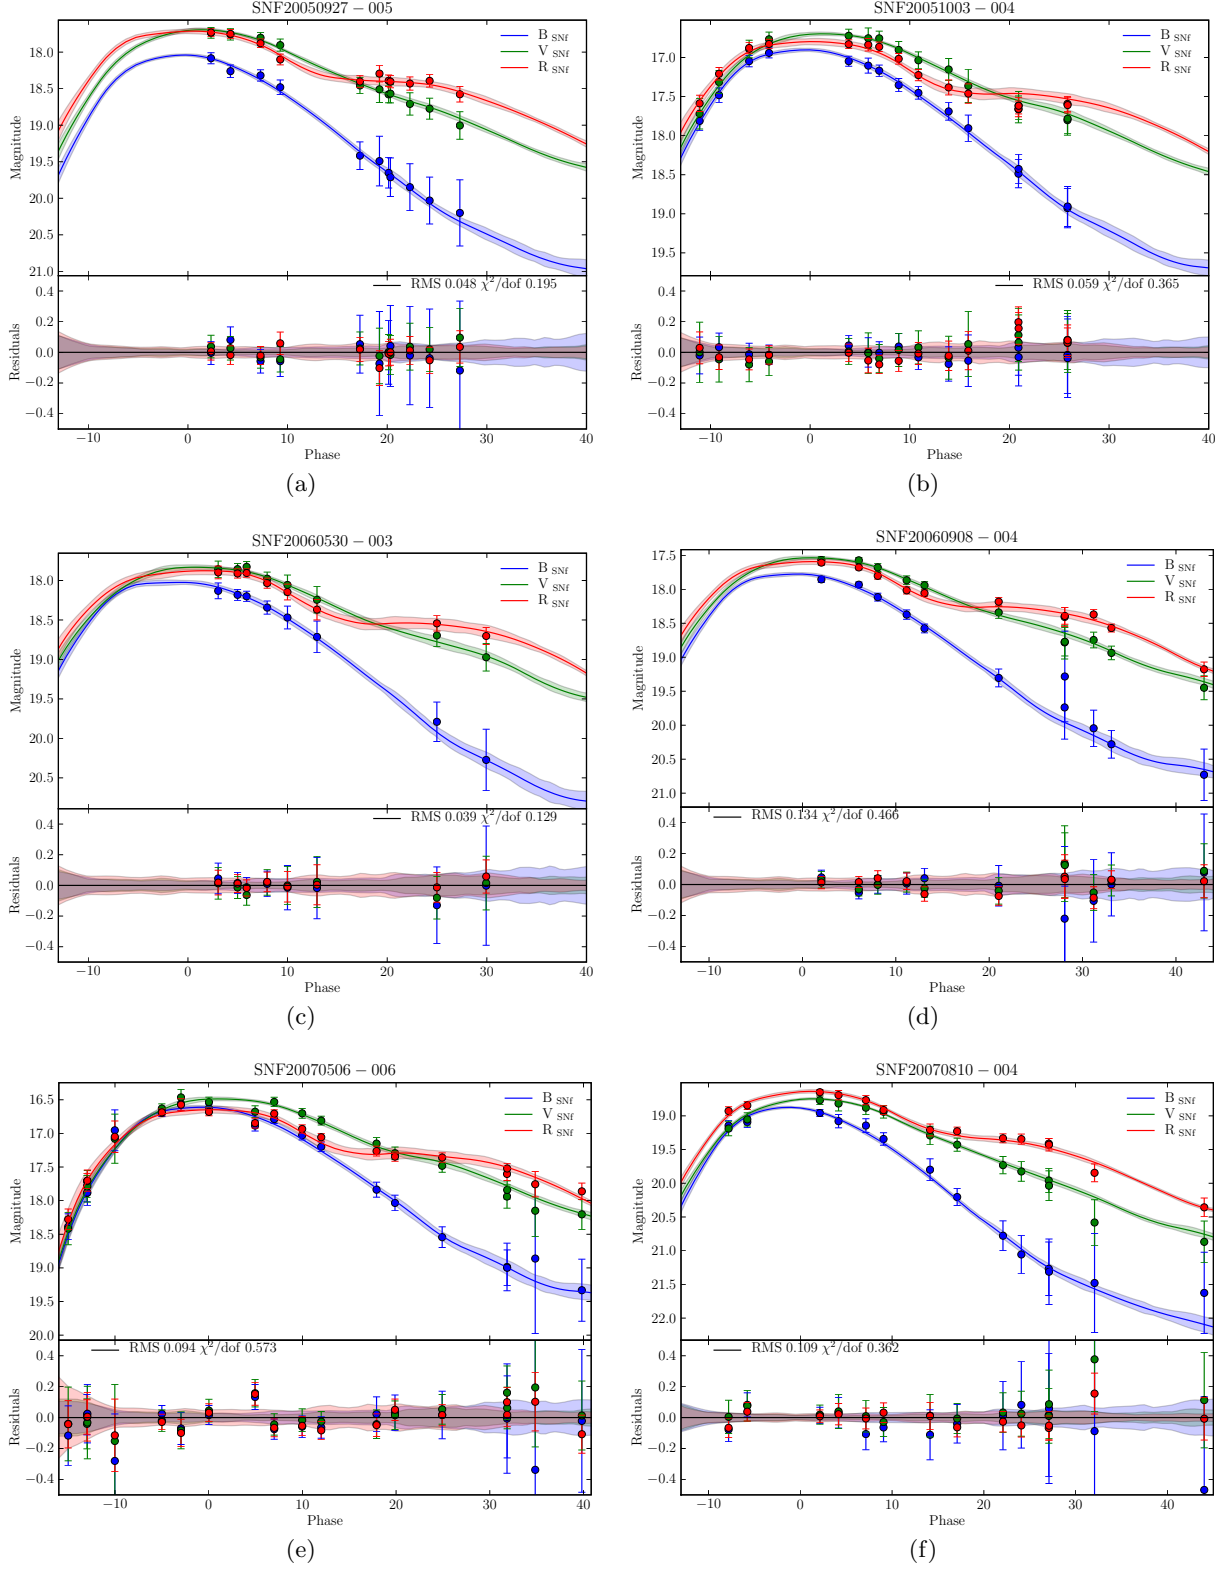 SNF20050927 − 005
B SNf
V SNf
R SNf
18.0
18.5
19.0
19.5
20.0
20.5
21.0
Magnitude
RMS 0.048 χ²/dof 0.195
0.4
0.2
0.0
−0.2
−0.4
Residuals
−10 0 10 20 30 40
Phase
(a)
SNF20051003 − 004
B SNf
V SNf
R SNf
17.0
17.5
18.0
18.5
19.0
19.5
Magnitude
RMS 0.059 χ²/dof 0.365
0.4
0.2
0.0
−0.2
−0.4
Residuals
−10 0 10 20 30 40
Phase
(b)
SNF20060530 − 003
B SNf
V SNf
R SNf
18.0
18.5
19.0
19.5
20.0
20.5
Magnitude
RMS 0.039 χ²/dof 0.129
0.4
0.2
0.0
−0.2
−0.4
Residuals
−10 0 10 20 30 40
Phase
(c)
SNF20060908 − 004
B SNf
V SNf
R SNf
17.5
18.0
18.5
19.0
19.5
20.0
20.5
21.0
Magnitude
RMS 0.134 χ²/dof 0.466
0.4
0.2
0.0
−0.2
−0.4
Residuals
−10 0 10 20 30 40
Phase
(d)
SNF20070506 − 006
B SNf
V SNf
R SNf
16.5
17.0
17.5
18.0
18.5
19.0
19.5
20.0
Magnitude
RMS 0.094 χ²/dof 0.573
0.4
0.2
0.0
−0.2
−0.4
Residuals
−10 0 10 20 30 40
Phase
(e)
SNF20070810 − 004
B SNf
V SNf
R SNf
19.0
19.5
20.0
20.5
21.0
21.5
22.0
Magnitude
RMS 0.109 χ²/dof 0.362
0.4
0.2
0.0
−0.2
−0.4
Residuals
−10 0 10 20 30 40
Phase
(f)